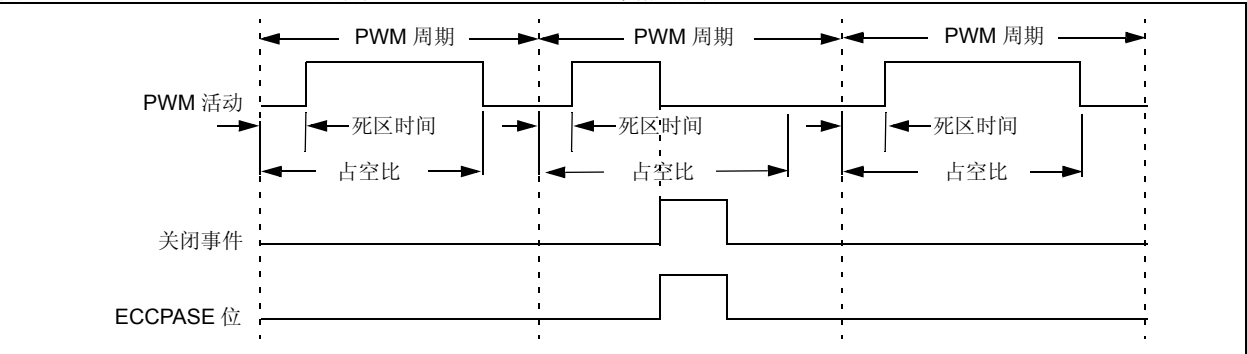 PWM 周期 PWM 周期 PWM 周期
PWM 活动
死区时间 死区时间 死区时间
占空比 占空比 占空比
关闭事件
ECCPASE 位